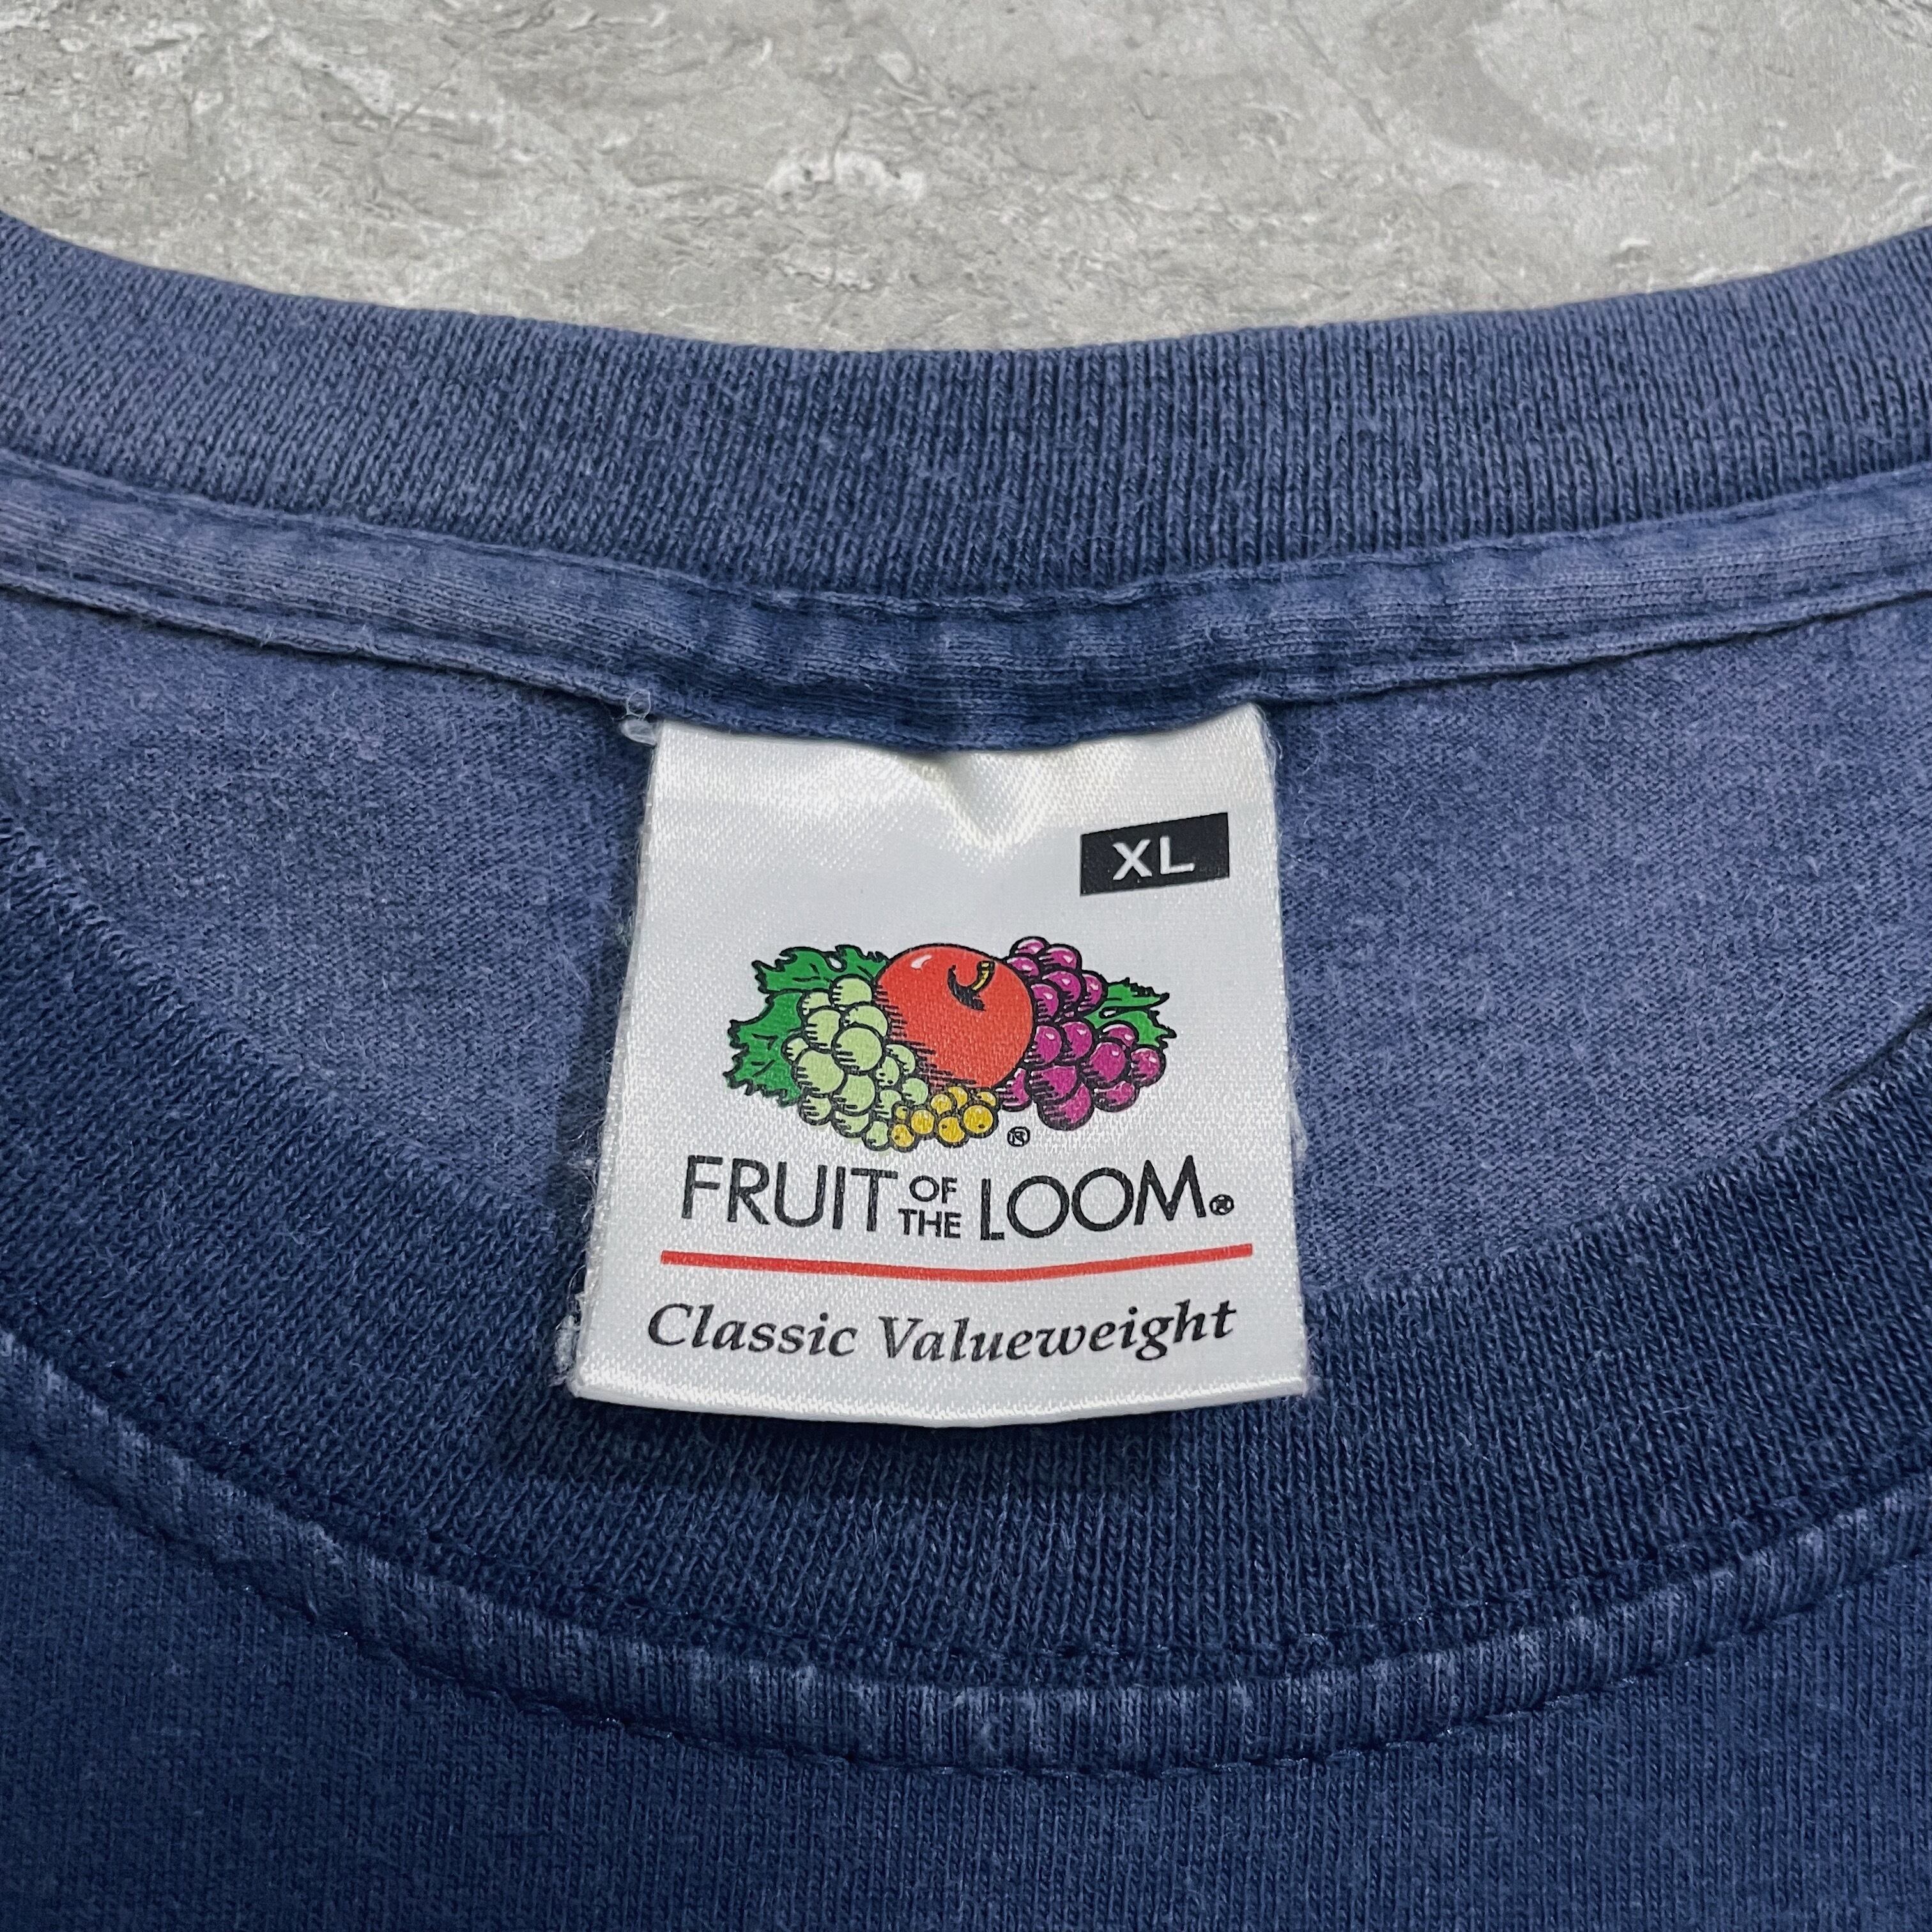 XL
®
FRUIT OF THE LOOM®
Classic Valueweight